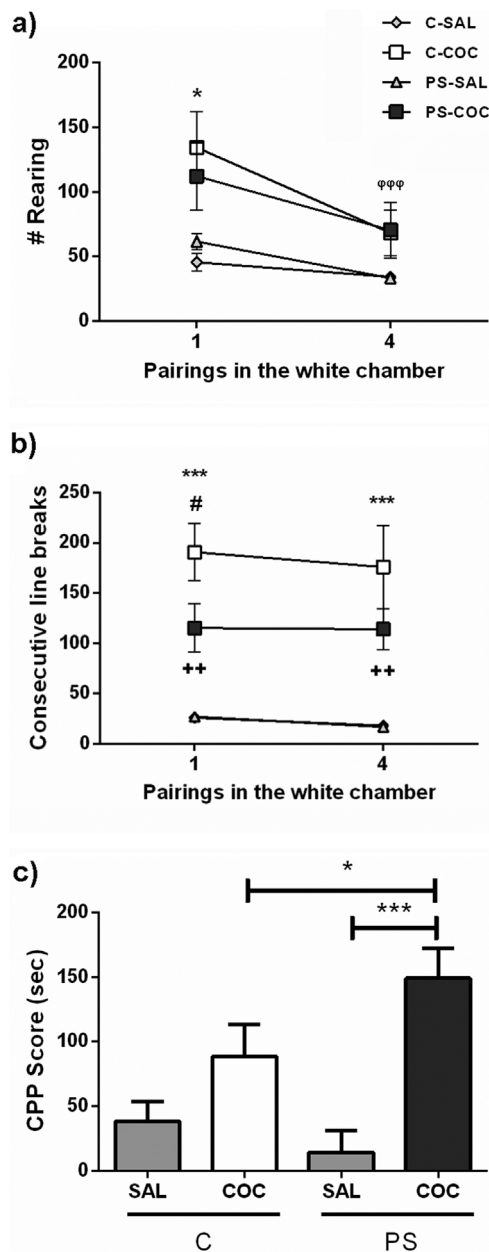 a)
C-SAL
C-COC
PS-SAL
PS-COC
200
150
100
50
0
# Rearing
*
φφφ
1 4
Pairings in the white chamber
b)
250
200
150
100
50
0
Consecutive line breaks
*** ***
#
++ ++
1 4
Pairings in the white chamber
c)
200
150
100
50
0
CPP Score (sec)
*
***
SAL COC SAL COC
C PS